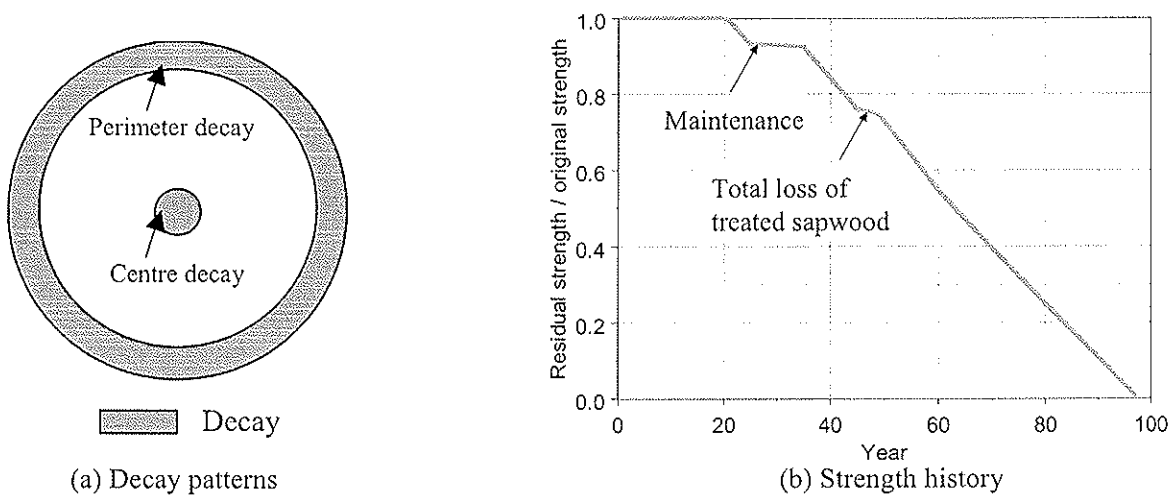 Perimeter decay
Centre decay
Decay
(a) Decay patterns
Residual strength / original strength
1.0
0.8
0.6
0.4
0.2
0.0
Maintenance
Total loss of
treated sapwood
0
20
40
60
80
100
Year
(b) Strength history